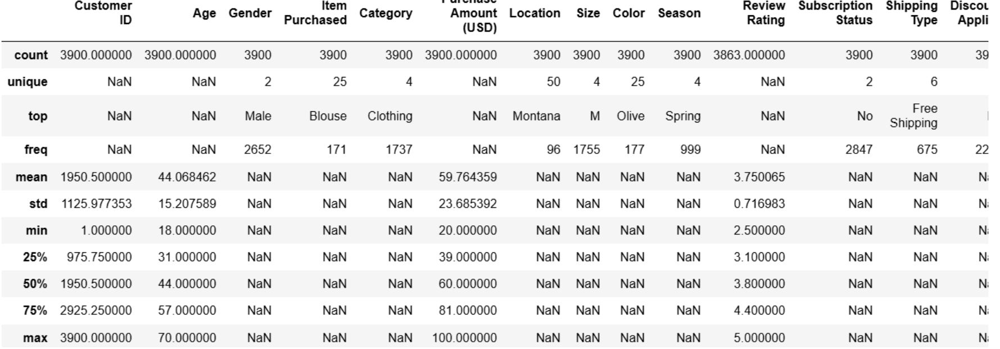 Customer ID Age Gender Item Purchased Category Amount (USD) Location Size Color Season Review Rating Subscription Status Shipping Type
count 3900.000000 3900.000000 3900 3900 3900 3900.000000 3900 3900 3900 3900 3863.000000 3900 3900 39
unique NaN NaN 2 25 4 NaN 50 4 25 4 NaN 2 6
top NaN NaN Male Blouse Clothing NaN Montana M Olive Spring NaN No Free Shipping
freq NaN NaN 2652 171 1737 NaN 96 1755 177 999 NaN 2847 675 22
mean 1950.500000 44.068462 NaN NaN NaN 59.764359 NaN NaN NaN NaN 3.750065 NaN NaN
std 1125.977353 15.207589 NaN NaN NaN 23.685392 NaN NaN NaN NaN 0.716983 NaN NaN
min 1.000000 18.000000 NaN NaN NaN 20.000000 NaN NaN NaN NaN 2.500000 NaN NaN
25% 975.750000 31.000000 NaN NaN NaN 39.000000 NaN NaN NaN NaN 3.100000 NaN NaN
50% 1950.500000 44.000000 NaN NaN NaN 60.000000 NaN NaN NaN NaN 3.800000 NaN NaN
75% 2925.250000 57.000000 NaN NaN NaN 81.000000 NaN NaN NaN NaN 4.400000 NaN NaN
max 3900.000000 70.000000 NaN NaN NaN 100.000000 NaN NaN NaN NaN 5.000000 NaN NaN